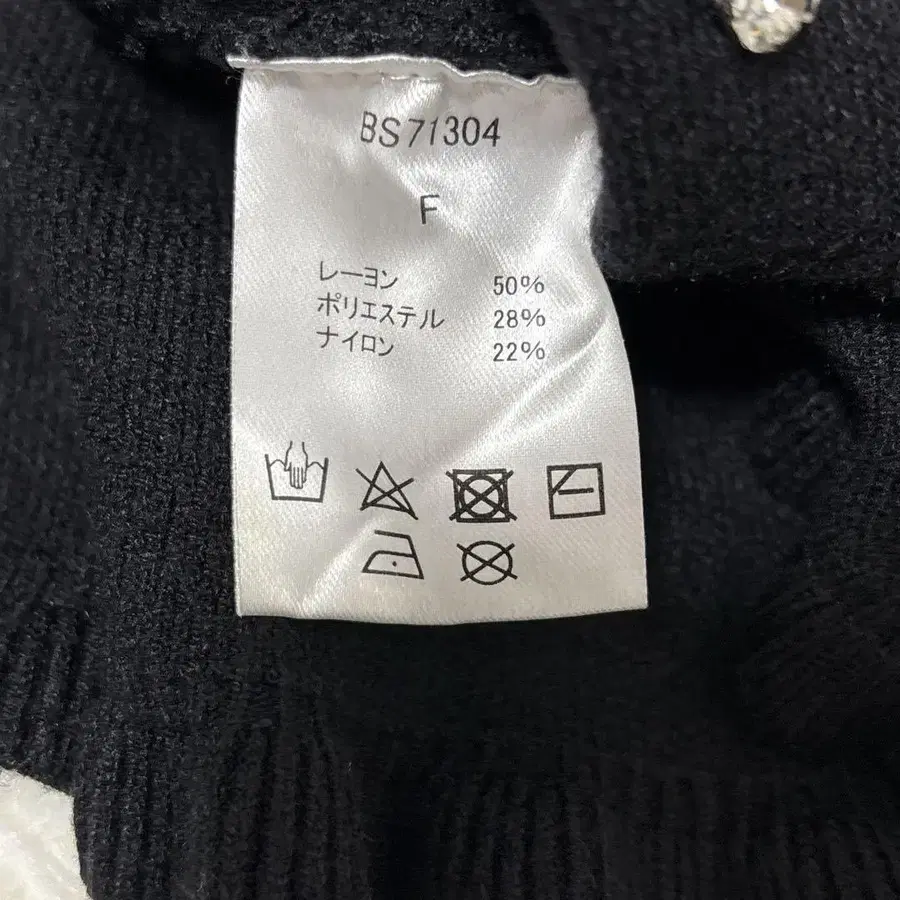 BS71304
F
レーヨン 50%
ポリエステル 28%
ナイロン 22%